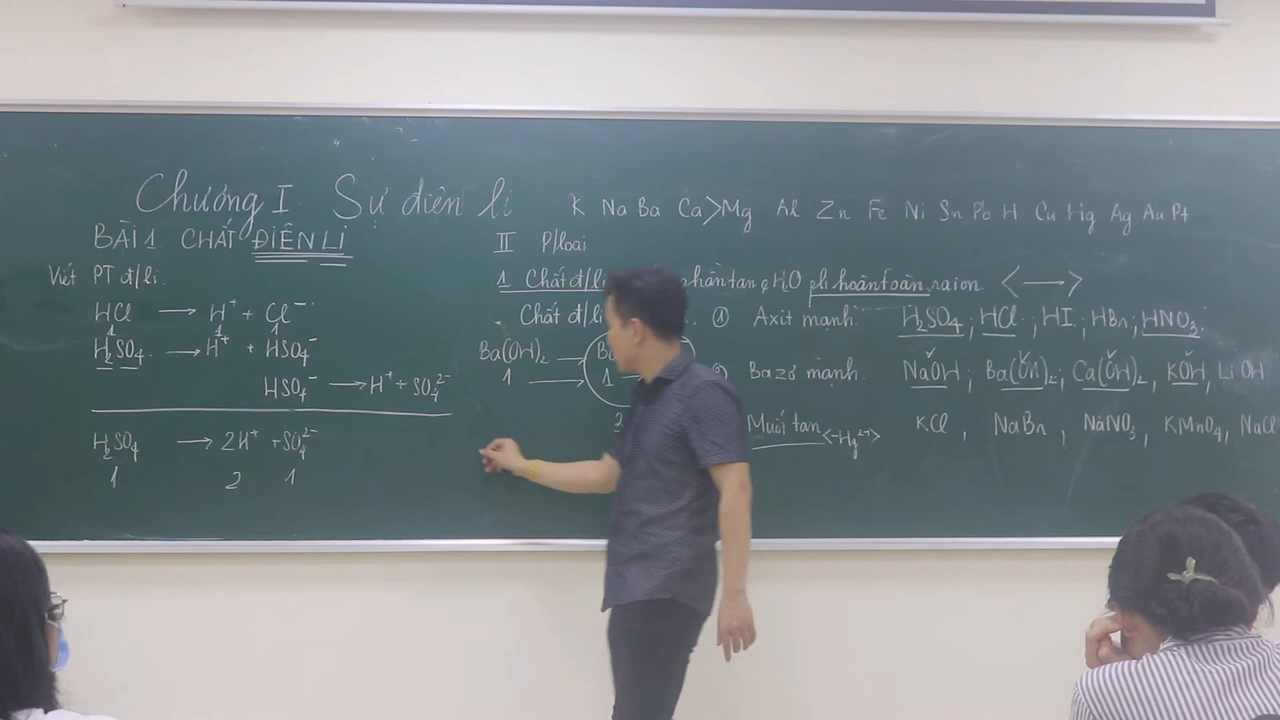 Chương I Sự điện li
BÀI 1 CHẤT ĐIỆN LI
Viết PT đ/li.
HCl → H⁺ + Cl⁻
1 1 1
H₂SO₄ → H⁺ + HSO₄⁻
HSO₄⁻ → H⁺ + SO₄²⁻
H₂SO₄ → 2H⁺ + SO₄²⁻
1 2 1
K Na Ba Ca > Mg Al Zn Fe Ni Sn Pb H Cu Hg Ag Au Pt
II P/loại
1 Chất đ/li phần tan H₂O pli hoàn toàn ra ion < →
Chất đ/li ① Axit mạnh: H₂SO₄; HCl; HI; HBr; HNO₃
Ba(OH)₂ → Ba
1 → 1
2
Bazơ mạnh. NaOH; Ba(OH)₂; Ca(OH)₂, KOH, LiOH
Muối tan <-Hg²⁺> KCl, NaBr; NaNO₃, KMnO₄, NaCl